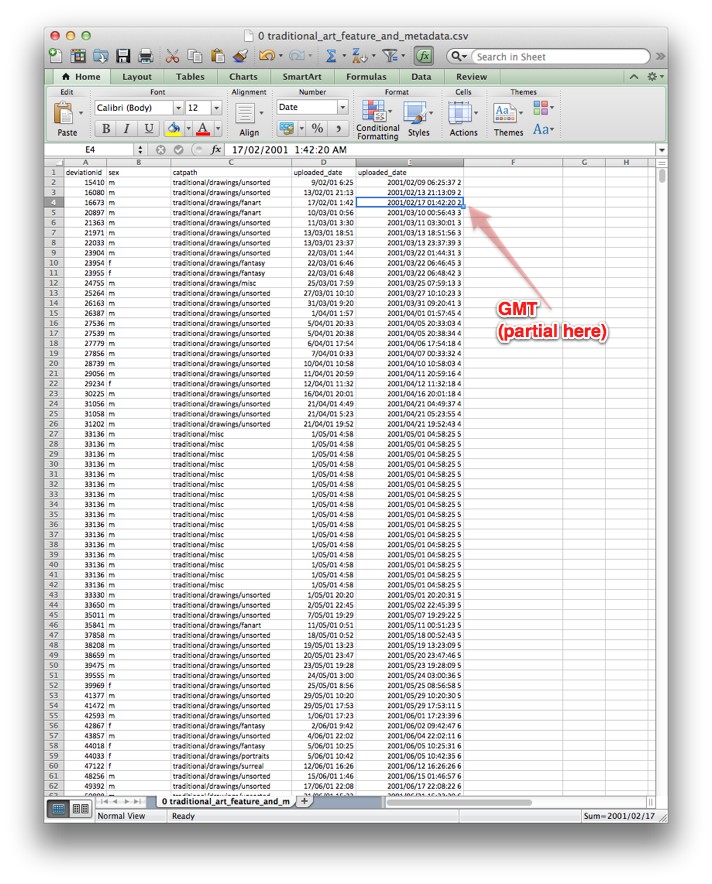 0 traditional_art_feature_and_metadata.csv
Search in Sheet
Home Layout Tables Charts SmartArt Formulas Data Review
Edit Font Alignment Number Format Cells Themes
Calibri (Body) 12 Date
Paste B I U A Align % Conditional Formatting Styles Actions Themes Aa
E4 fx 17/02/2001 1:42:20 AM
A B C D E F G H
1 deviationid sex catpath uploaded_date uploaded_date
2 15410 m traditional/drawings/unsorted 9/02/01 6:25 2001/02/09 06:25:37 2
3 16080 m traditional/drawings/unsorted 13/02/01 21:13 2001/02/13 21:13:09 2
4 16673 m traditional/drawings/fanart 17/02/01 1:42 2001/02/17 01:42:20 2
5 20897 m traditional/drawings/fanart 10/03/01 0:56 2001/03/10 00:56:43 3
6 21363 m traditional/drawings/unsorted 11/03/01 3:30 2001/03/11 03:30:01 3
7 21971 m traditional/drawings/unsorted 13/03/01 18:51 2001/03/13 18:51:56 3
8 22033 m traditional/drawings/unsorted 13/03/01 23:37 2001/03/13 23:37:39 3
9 23904 m traditional/drawings/unsorted 22/03/01 1:44 2001/03/22 01:44:31 3
10 23954 f traditional/drawings/fantasy 22/03/01 6:46 2001/03/22 06:46:45 3
11 23955 f traditional/drawings/fantasy 22/03/01 6:48 2001/03/22 06:48:42 3
12 24755 m traditional/drawings/misc 25/03/01 7:59 2001/03/25 07:59:13 3
13 25264 m traditional/drawings/unsorted 27/03/01 10:10 2001/03/27 10:10:23 3
14 26163 m traditional/drawings/unsorted 31/03/01 9:20 2001/03/31 09:20:41 3
15 26387 m traditional/drawings/unsorted 1/04/01 1:57 2001/04/01 01:57:45 4
GMT
(partial here)
16 27536 m traditional/drawings/unsorted 5/04/01 20:33 2001/04/05 20:33:03 4
17 27539 m traditional/drawings/unsorted 5/04/01 20:38 2001/04/05 20:38:34 4
18 27779 m traditional/drawings/unsorted 6/04/01 17:54 2001/04/06 17:54:18 4
19 27856 m traditional/drawings/unsorted 7/04/01 0:33 2001/04/07 00:33:32 4
20 28739 m traditional/drawings/unsorted 10/04/01 10:58 2001/04/10 10:58:03 4
21 29056 m traditional/drawings/unsorted 11/04/01 20:59 2001/04/11 20:59:16 4
22 29234 f traditional/drawings/unsorted 12/04/01 11:32 2001/04/12 11:32:18 4
23 30225 m traditional/drawings/unsorted 16/04/01 20:01 2001/04/16 20:01:18 4
24 31056 m traditional/drawings/unsorted 21/04/01 4:49 2001/04/21 04:49:37 4
25 31058 m traditional/drawings/unsorted 21/04/01 5:23 2001/04/21 05:23:55 4
26 31202 m traditional/drawings/unsorted 21/04/01 19:52 2001/04/21 19:52:43 4
27 33136 m traditional/misc 1/05/01 4:58 2001/05/01 04:58:25 5
28 33136 m traditional/misc 1/05/01 4:58 2001/05/01 04:58:25 5
29 33136 m traditional/misc 1/05/01 4:58 2001/05/01 04:58:25 5
30 33136 m traditional/misc 1/05/01 4:58 2001/05/01 04:58:25 5
31 33136 m traditional/misc 1/05/01 4:58 2001/05/01 04:58:25 5
32 33136 m traditional/misc 1/05/01 4:58 2001/05/01 04:58:25 5
33 33136 m traditional/misc 1/05/01 4:58 2001/05/01 04:58:25 5
34 33136 m traditional/misc 1/05/01 4:58 2001/05/01 04:58:25 5
35 33136 m traditional/misc 1/05/01 4:58 2001/05/01 04:58:25 5
36 33136 m traditional/misc 1/05/01 4:58 2001/05/01 04:58:25 5
37 33136 m traditional/misc 1/05/01 4:58 2001/05/01 04:58:25 5
38 33136 m traditional/misc 1/05/01 4:58 2001/05/01 04:58:25 5
39 33136 m traditional/misc 1/05/01 4:58 2001/05/01 04:58:25 5
40 33136 m traditional/misc 1/05/01 4:58 2001/05/01 04:58:25 5
41 33136 m traditional/misc 1/05/01 4:58 2001/05/01 04:58:25 5
42 33136 m traditional/misc 1/05/01 4:58 2001/05/01 04:58:25 5
43 33330 m traditional/drawings/unsorted 1/05/01 20:20 2001/05/01 20:20:31 5
44 33650 m traditional/drawings/unsorted 2/05/01 22:45 2001/05/02 22:45:39 5
45 35011 m traditional/drawings/unsorted 7/05/01 19:29 2001/05/07 19:29:22 5
46 35841 m traditional/drawings/fanart 11/05/01 0:51 2001/05/11 00:51:23 5
47 37858 m traditional/drawings/unsorted 18/05/01 0:52 2001/05/18 00:52:43 5
48 38208 m traditional/drawings/unsorted 19/05/01 13:23 2001/05/19 13:23:09 5
49 38659 m traditional/drawings/unsorted 20/05/01 23:47 2001/05/20 23:47:46 5
50 39475 m traditional/drawings/unsorted 23/05/01 19:28 2001/05/23 19:28:09 5
51 39555 m traditional/drawings/unsorted 24/05/01 3:00 2001/05/24 03:00:36 5
52 39969 f traditional/drawings/unsorted 25/05/01 8:56 2001/05/25 08:56:58 5
53 41377 m traditional/drawings/unsorted 29/05/01 10:20 2001/05/29 10:20:30 5
54 41472 m traditional/drawings/unsorted 29/05/01 17:53 2001/05/29 17:53:11 5
55 42593 m traditional/drawings/unsorted 1/06/01 17:23 2001/06/01 17:23:39 6
56 42867 f traditional/drawings/fantasy 2/06/01 9:42 2001/06/02 09:42:47 6
57 43857 m traditional/drawings/unsorted 4/06/01 22:02 2001/06/04 22:02:11 6
58 44018 f traditional/drawings/fantasy 5/06/01 10:25 2001/06/05 10:25:31 6
59 44033 f traditional/drawings/portraits 5/06/01 10:42 2001/06/05 10:42:35 6
60 47122 f traditional/drawings/surreal 12/06/01 16:26 2001/06/12 16:26:26 6
61 48256 m traditional/drawings/unsorted 15/06/01 1:46 2001/06/15 01:46:57 6
62 49392 m traditional/drawings/unsorted 17/06/01 22:08 2001/06/17 22:08:22 6
0 traditional_art_feature_and_m
Normal View Ready Sum=2001/02/17